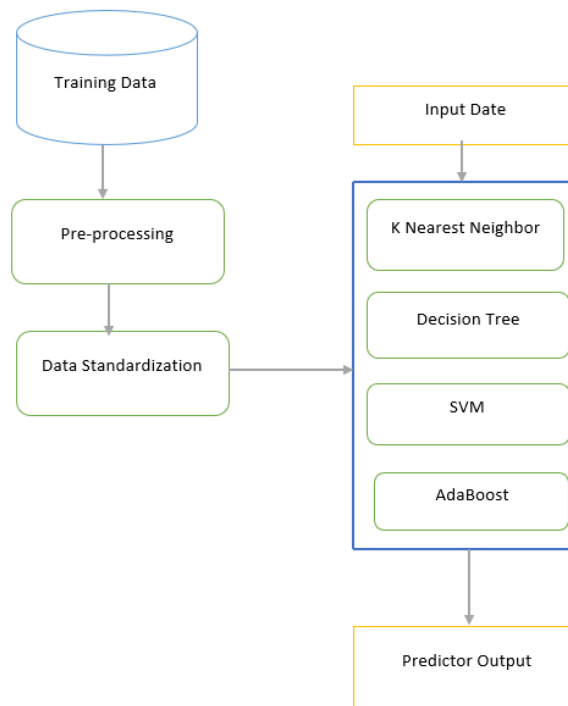 Training Data
Input Date
Pre-processing
K Nearest Neighbor
Decision Tree
Data Standardization
SVM
AdaBoost
Predictor Output